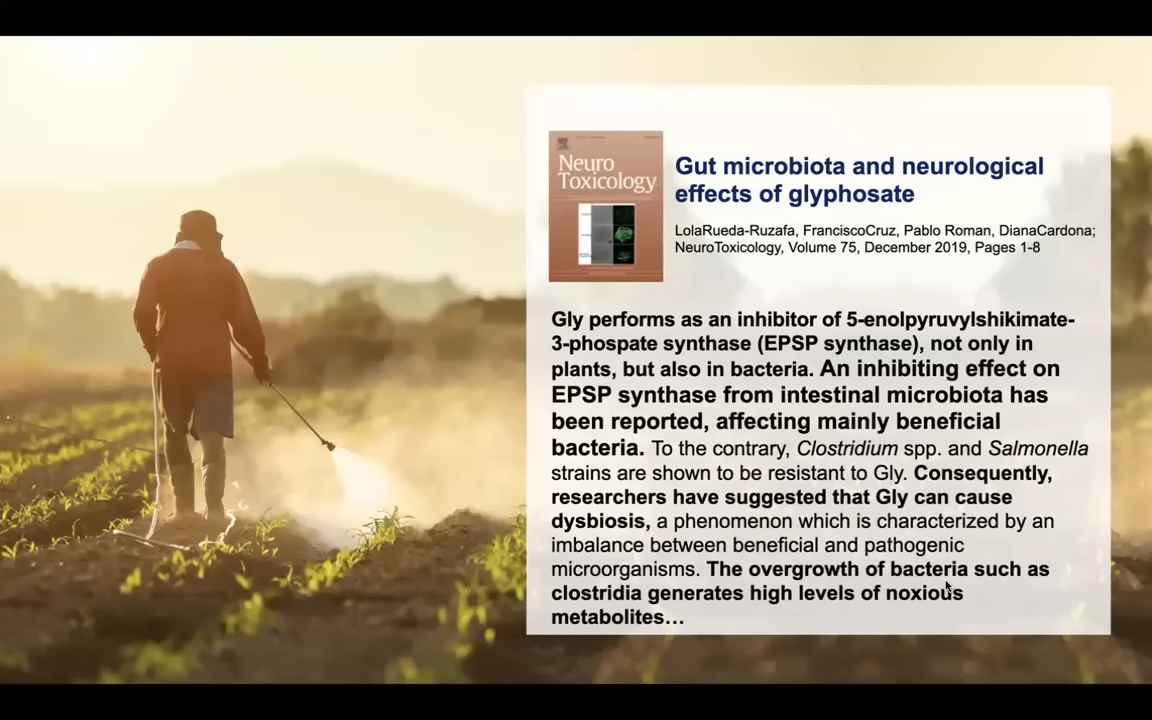 Neuro
Toxicology
Gut microbiota and neurological
effects of glyphosate
LolaRueda-Ruzafa, FranciscoCruz, Pablo Roman, DianaCardona;
NeuroToxicology, Volume 75, December 2019, Pages 1-8
Gly performs as an inhibitor of 5-enolpyruvylshikimate-
3-phospate synthase (EPSP synthase), not only in
plants, but also in bacteria. An inhibiting effect on
EPSP synthase from intestinal microbiota has
been reported, affecting mainly beneficial
bacteria. To the contrary, Clostridium spp. and Salmonella
strains are shown to be resistant to Gly. Consequently,
researchers have suggested that Gly can cause
dysbiosis, a phenomenon which is characterized by an
imbalance between beneficial and pathogenic
microorganisms. The overgrowth of bacteria such as
clostridia generates high levels of noxious
metabolites…